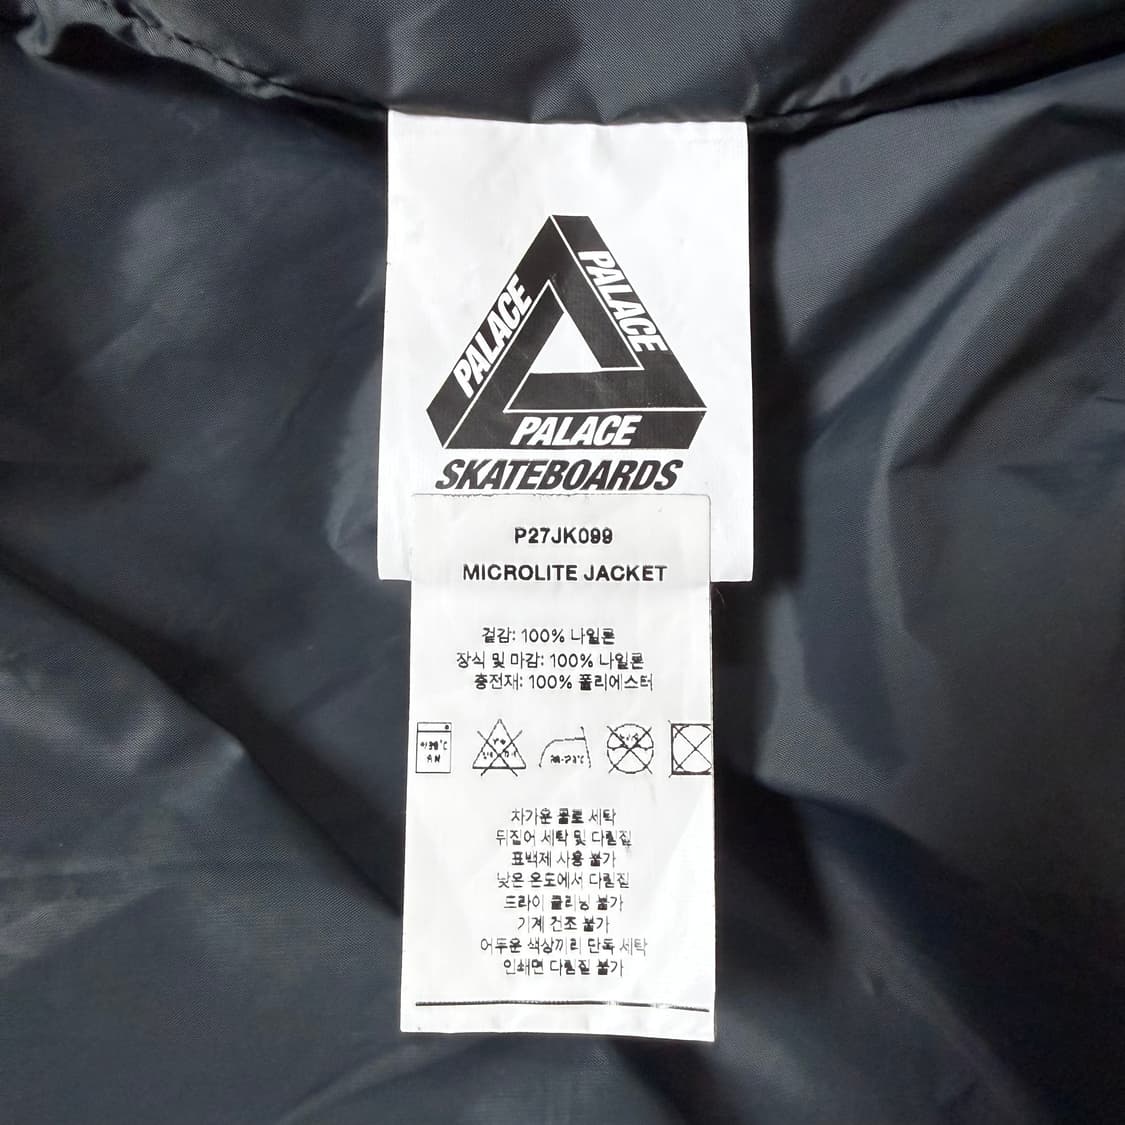 PALACE
PALACE
PALACE
SKATEBOARDS
P27JK099
MICROLITE JACKET
겉감: 100% 나일론
장식 및 마감: 100% 나일론
충전재: 100% 폴리에스터
차가운 물로 세탁
뒤집어 세탁 및 다림질
표백제 사용 불가
낮은 온도에서 다림질
드라이 클리닝 불가
기계 건조 불가
어두운 색상끼리 단독 세탁
인쇄면 다림질 불가